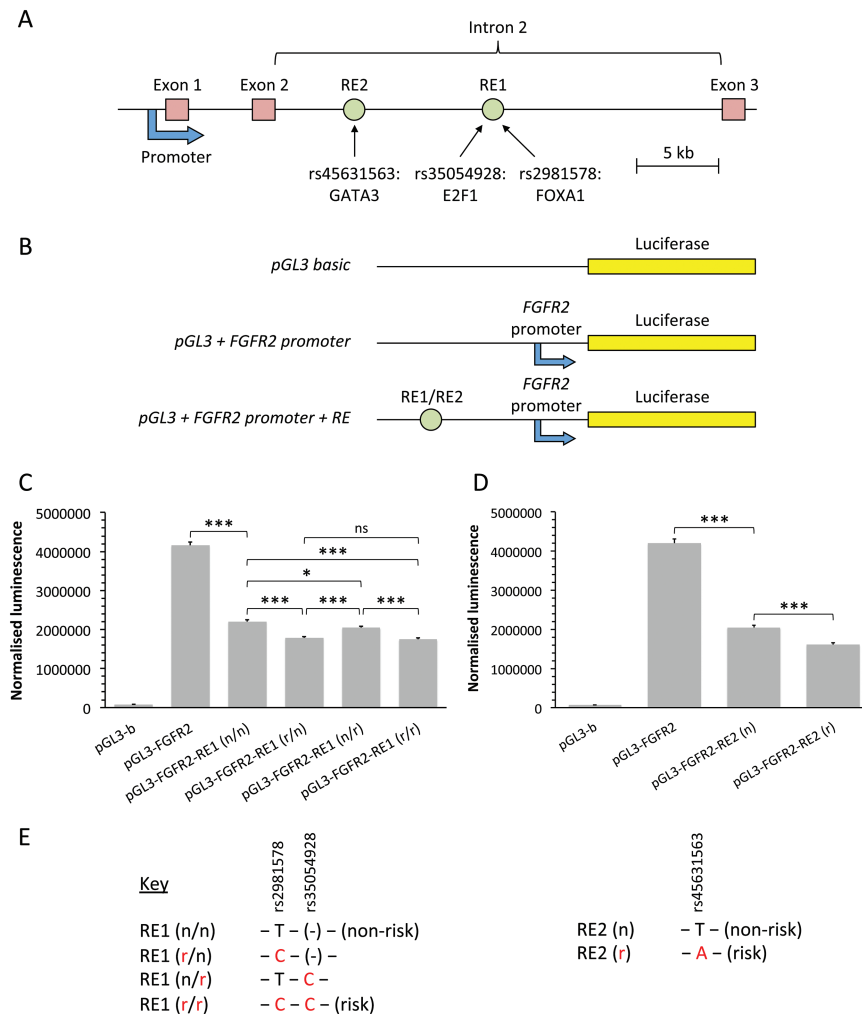 A
Intron 2
Exon 1 Exon 2 RE2 RE1 Exon 3
Promoter
rs45631563: rs35054928: rs2981578:
GATA3 E2F1 FOXA1
5 kb
B
Luciferase
pGL3 basic
FGFR2
promoter Luciferase
pGL3 + FGFR2 promoter
FGFR2
RE1/RE2 promoter Luciferase
pGL3 + FGFR2 promoter + RE
C
Normalised luminescence
5000000
4000000
3000000
2000000
1000000
0
***
ns
***
*
*** *** ***
pGL3-b
pGL3-FGFR2
pGL3-FGFR2-RE1 (n/n)
pGL3-FGFR2-RE1 (r/n)
pGL3-FGFR2-RE1 (n/r)
pGL3-FGFR2-RE1 (r/r)
D
Normalised luminescence
5000000
4000000
3000000
2000000
1000000
0
***
***
pGL3-b
pGL3-FGFR2
pGL3-FGFR2-RE2 (n)
pGL3-FGFR2-RE2 (r)
E
Key
rs2981578
rs35054928
RE1 (n/n) – T – (-) – (non-risk)
RE1 (r/n) – C – (-) –
RE1 (n/r) – T – C –
RE1 (r/r) – C – C – (risk)
rs45631563
RE2 (n) – T – (non-risk)
RE2 (r) – A – (risk)